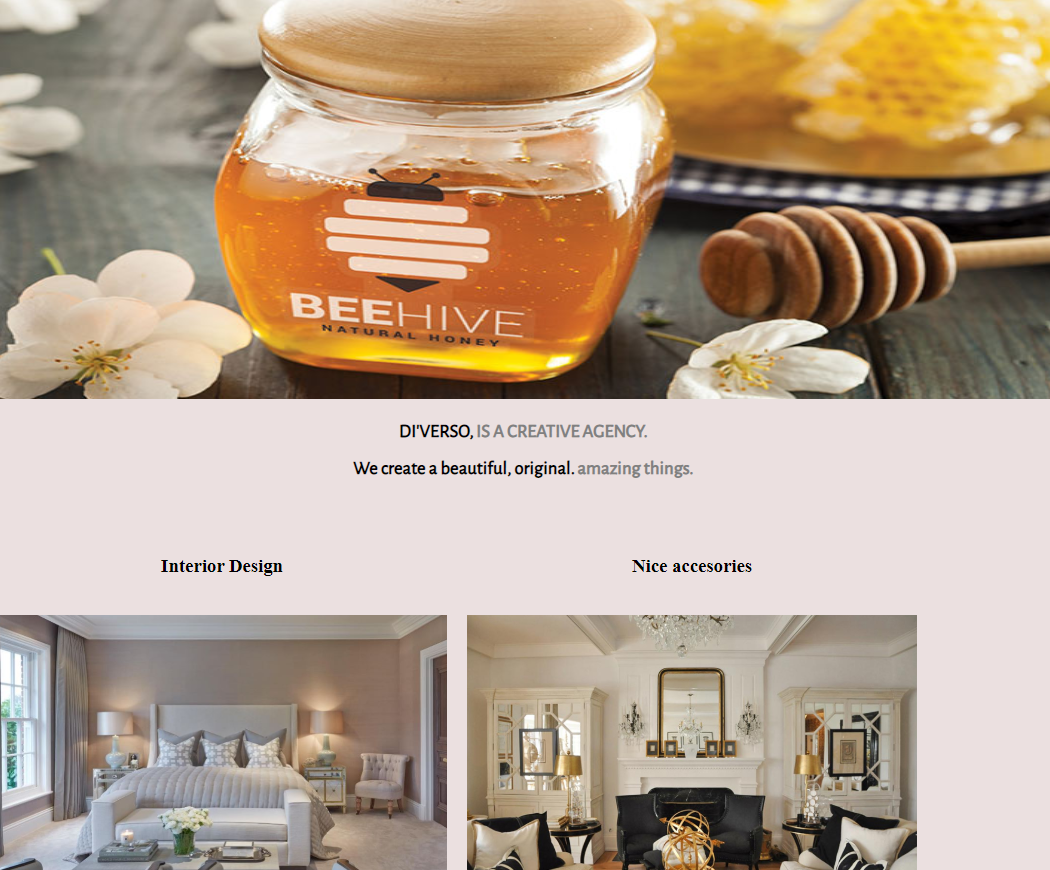 BEEHIVE
NATURAL HONEY
DI'VERSO, IS A CREATIVE AGENCY.
We create a beautiful, original. amazing things.
Interior Design
Nice accesories